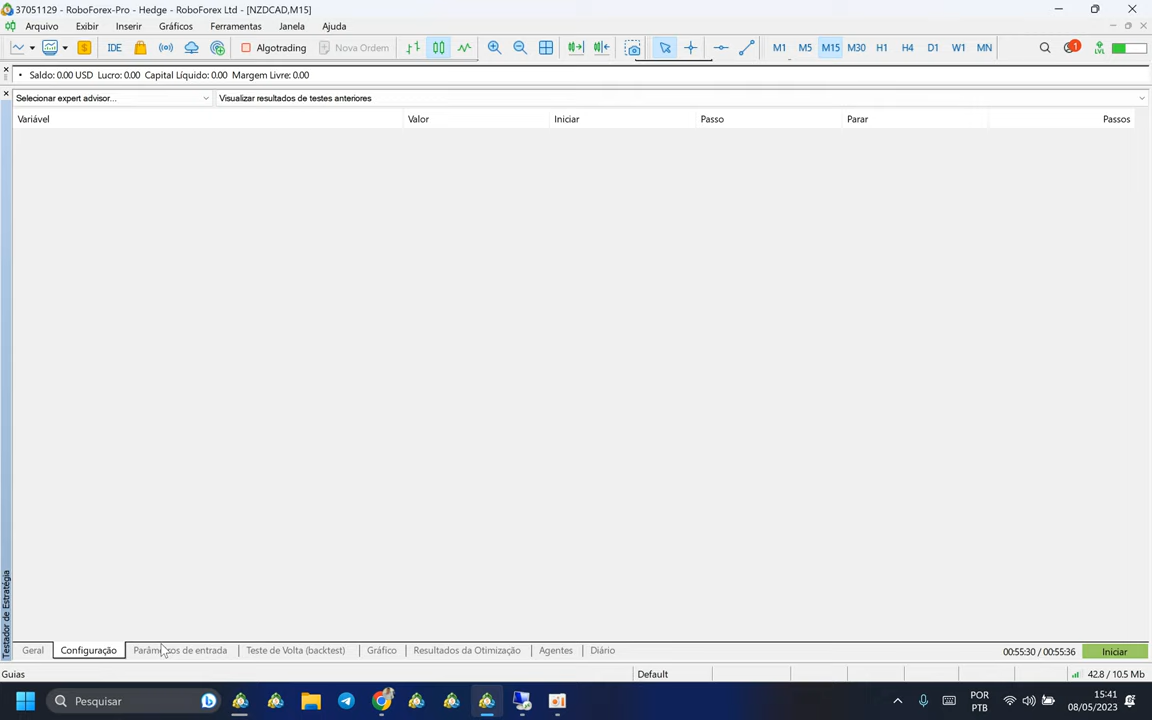 37051129 - RoboForex-Pro - Hedge - RoboForex Ltd - [NZDCAD,M15]
Arquivo Exibir Inserir Gráficos Ferramentas Janela Ajuda
IDE Algotrading Nova Ordem M1 M5 M15 M30 H1 H4 D1 W1 MN 1 LVL
• Saldo: 0.00 USD Lucro: 0.00 Capital Líquido: 0.00 Margem Livre: 0.00
Selecionar expert advisor... Visualizar resultados de testes anteriores
Variável Valor Iniciar Passo Parar Passos
Testador de Estratégia
Geral Configuração Parâmetros de entrada Teste de Volta (backtest) Gráfico Resultados da Otimização Agentes Diário 00:55:30 / 00:55:36 Iniciar
Guias Default 42.8 / 10.5 Mb
Pesquisar POR PTB 15:41 08/05/2023